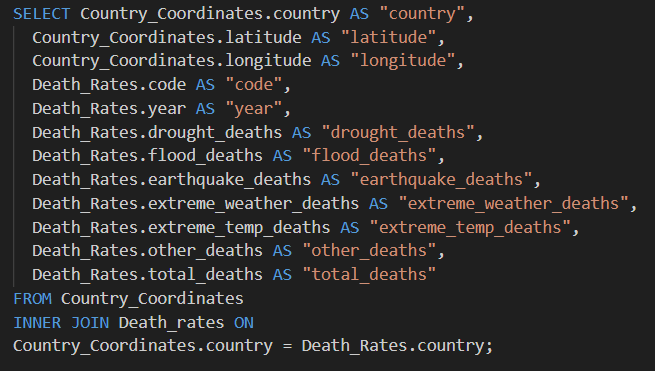 SELECT Country_Coordinates.country AS "country",
Country_Coordinates.latitude AS "latitude",
Country_Coordinates.longitude AS "longitude",
Death_Rates.code AS "code",
Death_Rates.year AS "year",
Death_Rates.drought_deaths AS "drought_deaths",
Death_Rates.flood_deaths AS "flood_deaths",
Death_Rates.earthquake_deaths AS "earthquake_deaths",
Death_Rates.extreme_weather_deaths AS "extreme_weather_deaths",
Death_Rates.extreme_temp_deaths AS "extreme_temp_deaths",
Death_Rates.other_deaths AS "other_deaths",
Death_Rates.total_deaths AS "total_deaths"
FROM Country_Coordinates
INNER JOIN Death_rates ON
Country_Coordinates.country = Death_Rates.country;